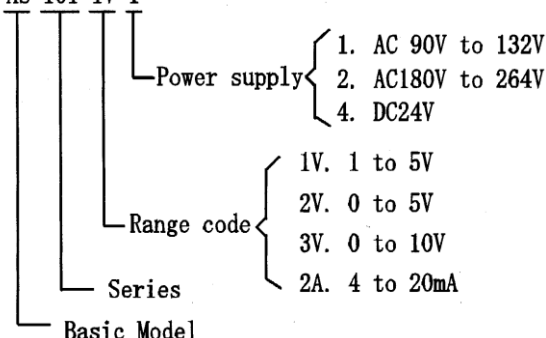 1. AC 90V to 132V
Power supply 2. AC180V to 264V
4. DC24V
1V. 1 to 5V
2V. 0 to 5V
Range code
3V. 0 to 10V
2A. 4 to 20mA
Series
Basic Model